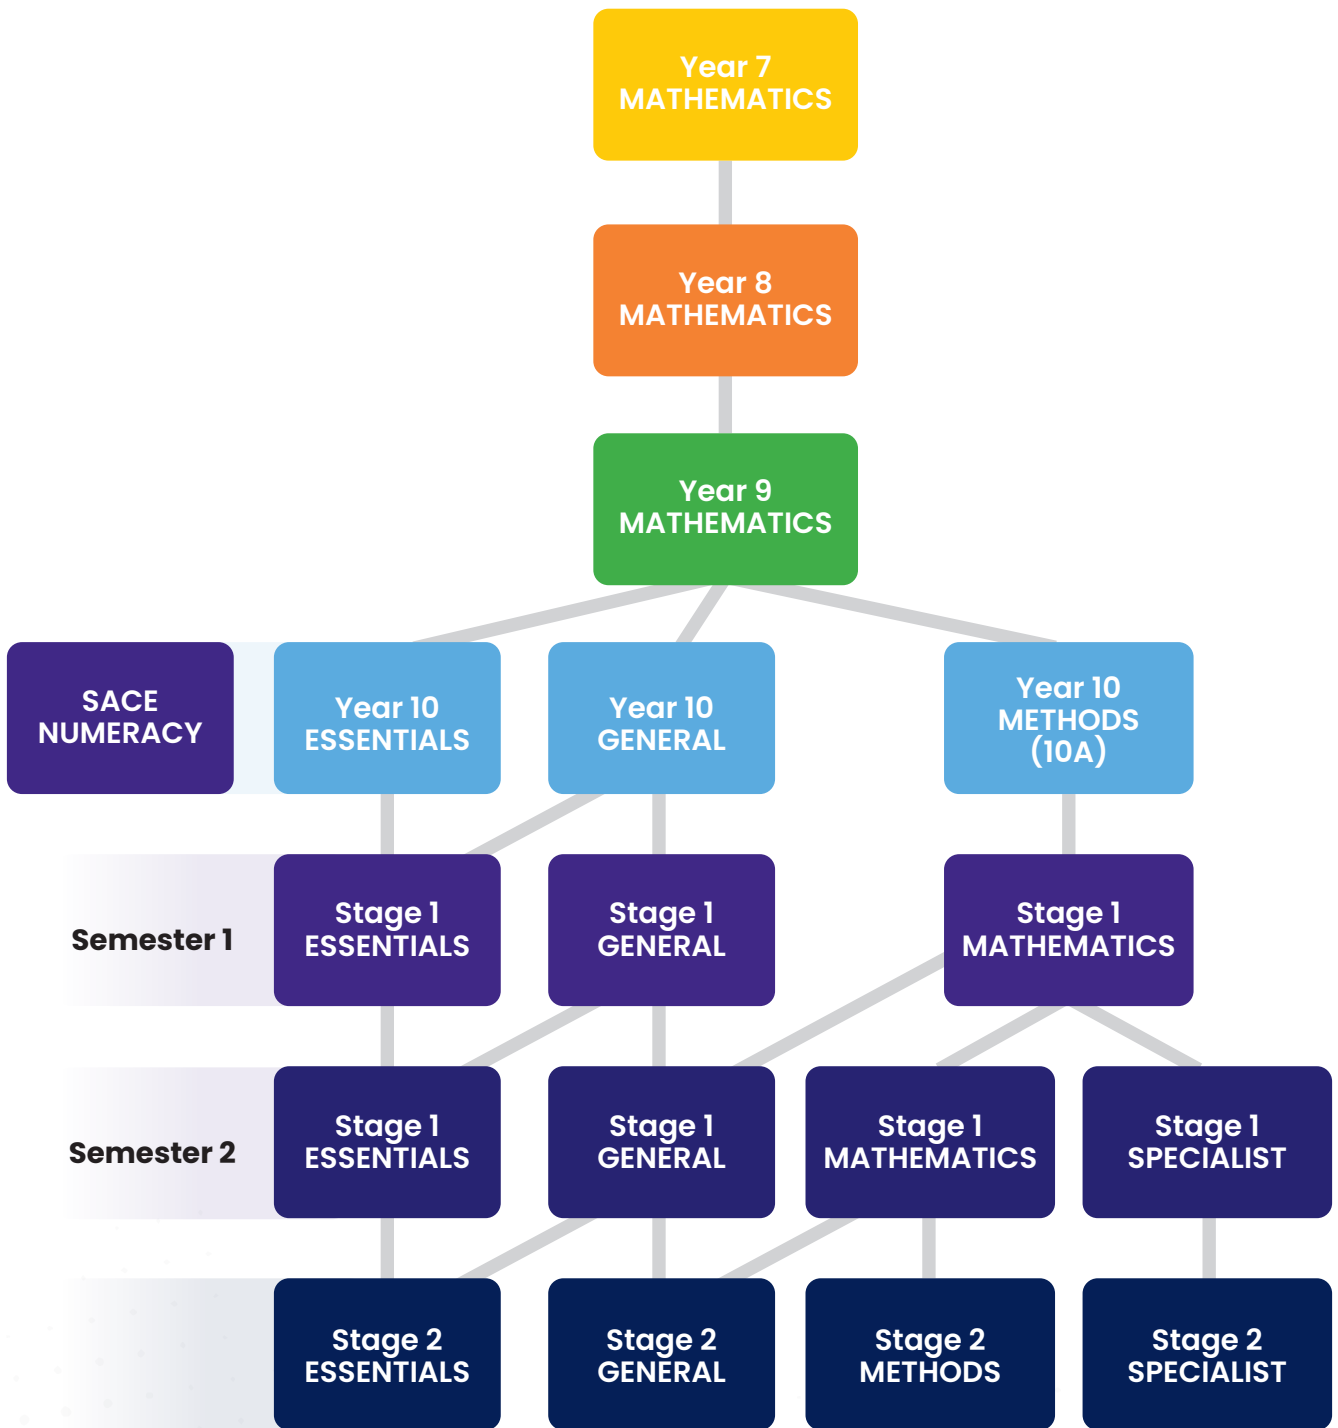 Year 7
MATHEMATICS
Year 8
MATHEMATICS
Year 9
MATHEMATICS
SACE
NUMERACY
Year 10
ESSENTIALS
Year 10
GENERAL
Year 10
METHODS
(10A)
Semester 1
Stage 1
ESSENTIALS
Stage 1
GENERAL
Stage 1
MATHEMATICS
Semester 2
Stage 1
ESSENTIALS
Stage 1
GENERAL
Stage 1
MATHEMATICS
Stage 1
SPECIALIST
Stage 2
ESSENTIALS
Stage 2
GENERAL
Stage 2
METHODS
Stage 2
SPECIALIST